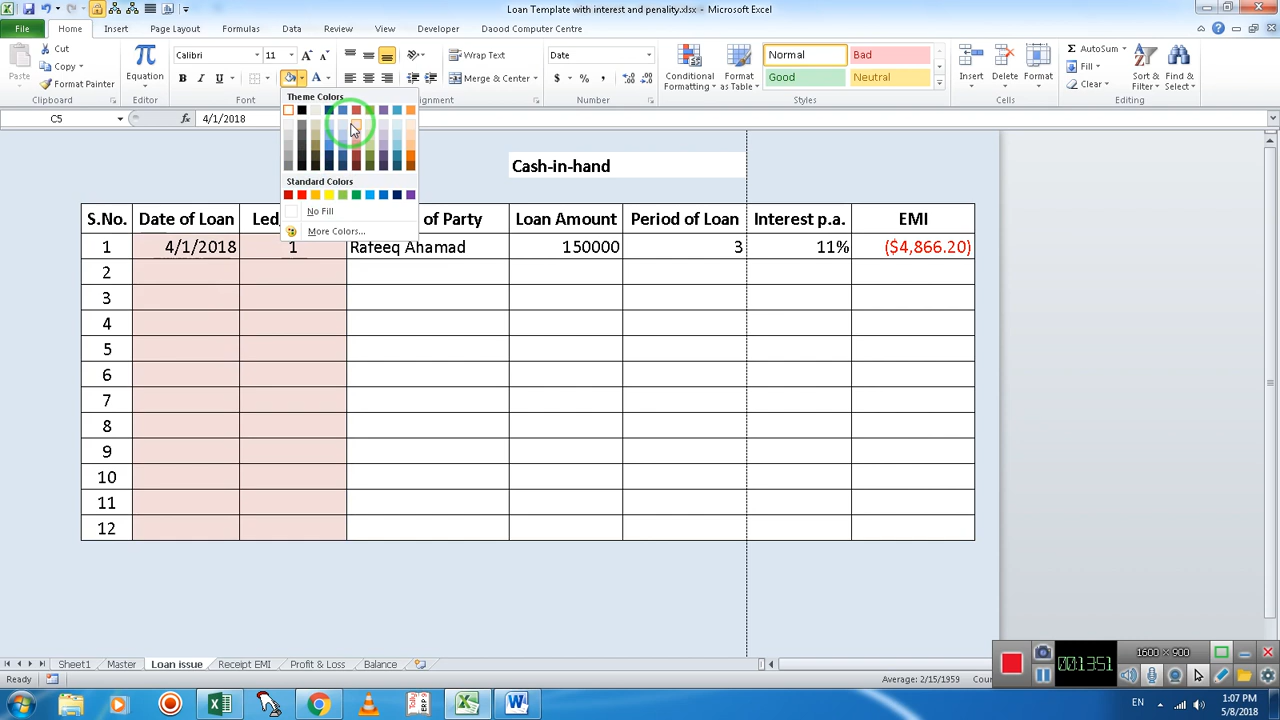 Loan Template with interest and penality.xlsx - Microsoft Excel
File Home Insert Page Layout Formulas Data Review View Developer Daood Computer Centre
Paste Cut Copy Format Painter Clipboard
Equation Editor
Calibri 11 B I U A A A Font
Wrap Text Merge & Center Alignment
Date $ % , Number
Conditional Formatting Format as Table Normal Bad Good Neutral Styles
Insert Delete Format Cells
AutoSum Fill Clear Sort & Filter Find & Select Editing
C5 fx 4/1/2018
Theme Colors
Standard Colors
No Fill
More Colors...
Cash-in-hand
S.No. Date of Loan Led of Party Loan Amount Period of Loan Interest p.a. EMI
1 4/1/2018 1 Rafeeq Ahamad 150000 3 11% ($4,866.20)
2
3
4
5
6
7
8
9
10
11
12
Sheet1 Master Loan issue Receipt EMI Profit & Loss Balance
Ready Average: 2/15/1959 Coun
1600 × 900
00:13:51
EN 1:07 PM
5/8/2018